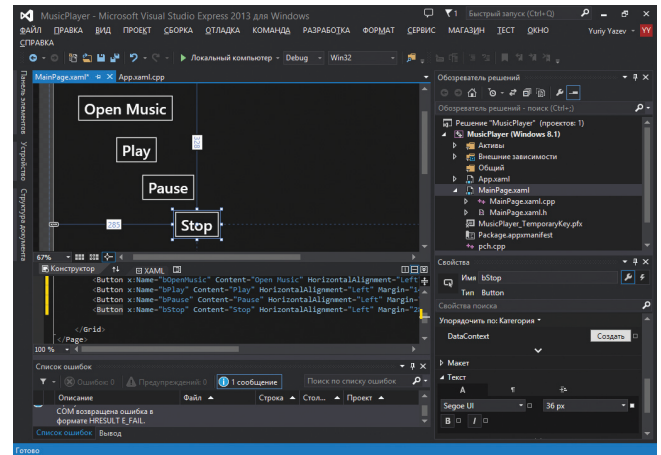 MusicPlayer - Microsoft Visual Studio Express 2013 для Windows
1 Быстрый запуск (Ctrl+Q)
ФАЙЛ ПРАВКА ВИД ПРОЕКТ СБОРКА ОТЛАДКА КОМАНДА РАЗРАБОТКА ФОРМАТ СЕРВИС МАГАЗИН ТЕСТ ОКНО Yuriy Yazev YY
СПРАВКА
Локальный компьютер Debug Win32
Панель элементов
Устройство
Структура документа
MainPage.xaml* App.xaml.cpp
Open Music
Play
328
Pause
285
Stop
67%
Конструктор XAML
<Button x:Name="bOpenMusic" Content="Open Music" HorizontalAlignment="Left"
<Button x:Name="bPlay" Content="Play" HorizontalAlignment="Left" Margin="1
<Button x:Name="bPause" Content="Pause" HorizontalAlignment="Left" Margin=
<Button x:Name="bStop" Content="Stop" HorizontalAlignment="Left" Margin="2
</Grid>
</Page>
100 %
Список ошибок
Ошибок: 0 Предупреждений: 0 1 сообщение Поиск по списку ошибок
Описание Файл Строка Стол... Проект
COM возвращена ошибка в
формате HRESULT E_FAIL.
Список ошибок Вывод
Готово
Обозреватель решений
Обозреватель решений - поиск (Ctrl+;)
Решение "MusicPlayer" (проектов: 1)
MusicPlayer (Windows 8.1)
Активы
Внешние зависимости
Общий
App.xaml
MainPage.xaml
MainPage.xaml.cpp
MainPage.xaml.h
MusicPlayer_TemporaryKey.pfx
Package.appxmanifest
pch.cpp
Свойства
Имя bStop
Тип Button
Свойства поиска
Упорядочить по: Категория
DataContext Создать
Макет
Текст
A ¶
Segoe UI 36 px
B I